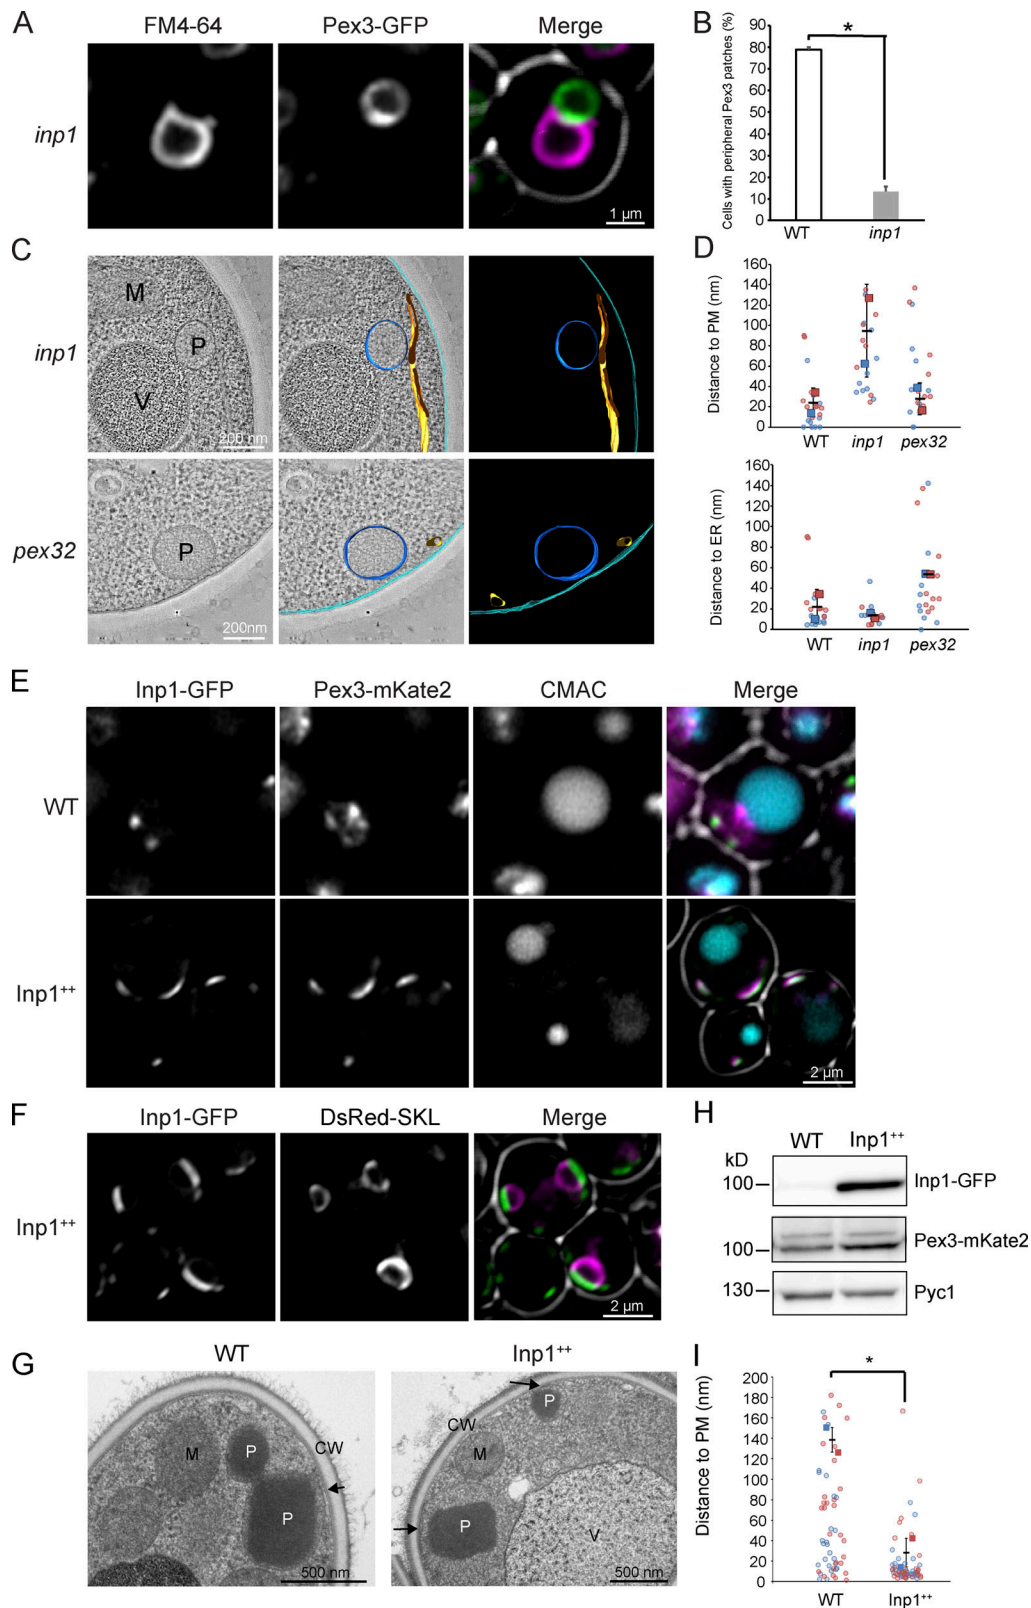 A
FM4-64
Pex3-GFP
Merge
inp1
1 µm
B
Cells with peripheral Pex3 patches (%)
90
80
70
60
50
40
30
20
10
0
*
WT
inp1
C
inp1
M
P
V
200 nm
pex32
P
200nm
D
Distance to PM (nm)
160
140
120
100
80
60
40
20
0
WT
inp1
pex32
Distance to ER (nm)
160
140
120
100
80
60
40
20
0
WT
inp1
pex32
E
Inp1-GFP
Pex3-mKate2
CMAC
Merge
WT
Inp1++
2 µm
F
Inp1-GFP
DsRed-SKL
Merge
Inp1++
2 µm
H
WT
Inp1++
kD
100
Inp1-GFP
100
Pex3-mKate2
130
Pyc1
G
WT
Inp1++
M
P
P
CW
500 nm
P
CW
M
P
V
500 nm
I
Distance to PM (nm)
200
180
160
140
120
100
80
60
40
20
0
*
WT
Inp1++